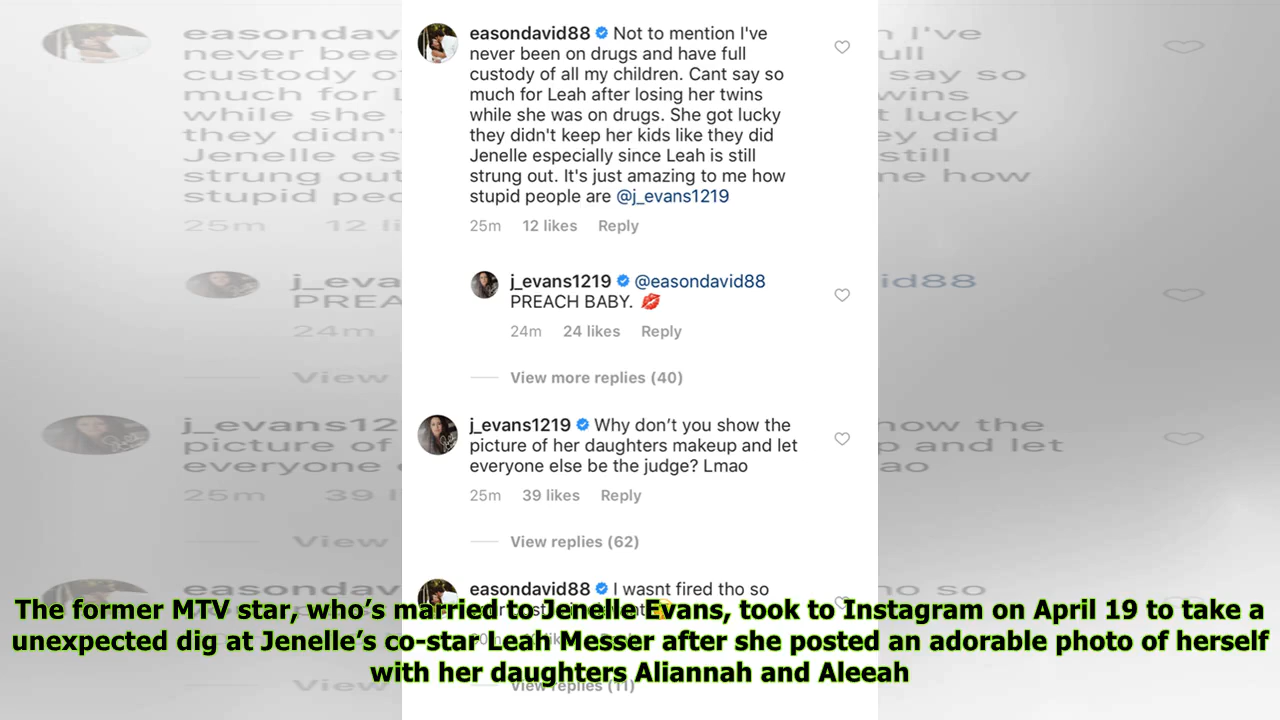 easondavid88 Not to mention I've
never been on drugs and have full
custody of all my children. Cant say so
much for Leah after losing her twins
while she was on drugs. She got lucky
they didn't keep her kids like they did
Jenelle especially since Leah is still
strung out. It's just amazing to me how
stupid people are @j_evans1219
25m 12 likes Reply
j_evans1219 @easondavid88
PREACH BABY. 💋
24m 24 likes Reply
View more replies (40)
j_evans1219 Why don’t you show the
picture of her daughters makeup and let
everyone else be the judge? Lmao
25m 39 likes Reply
View replies (62)
easondavid88 I wasnt fired tho so
View replies (11)
The former MTV star, who’s married to Jenelle Evans, took to Instagram on April 19 to take a
unexpected dig at Jenelle’s co-star Leah Messer after she posted an adorable photo of herself
with her daughters Aliannah and Aleeah